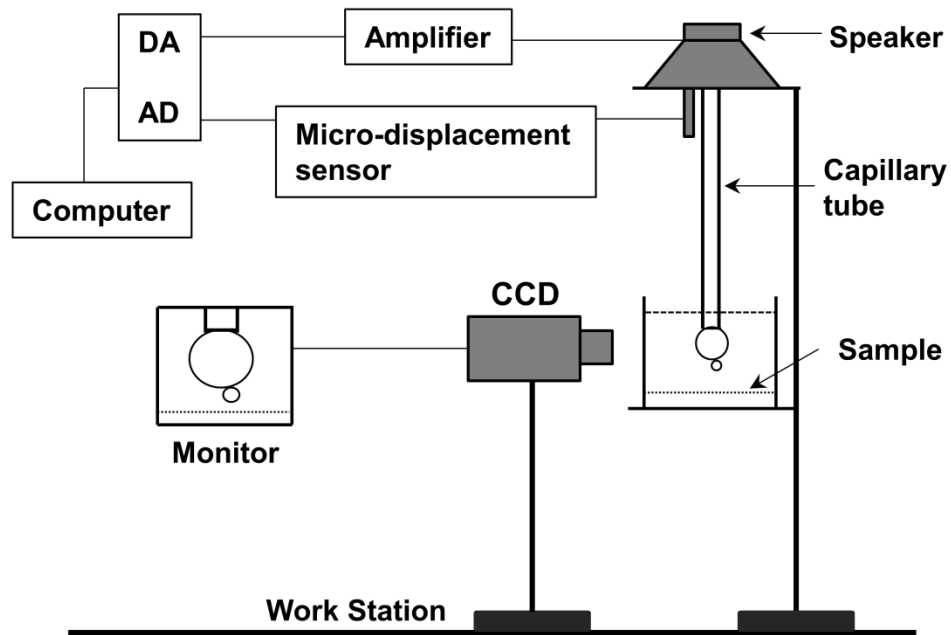 DA
Amplifier
Speaker
AD
Micro-displacement
sensor
Computer
Capillary
tube
CCD
Sample
Monitor
Work Station